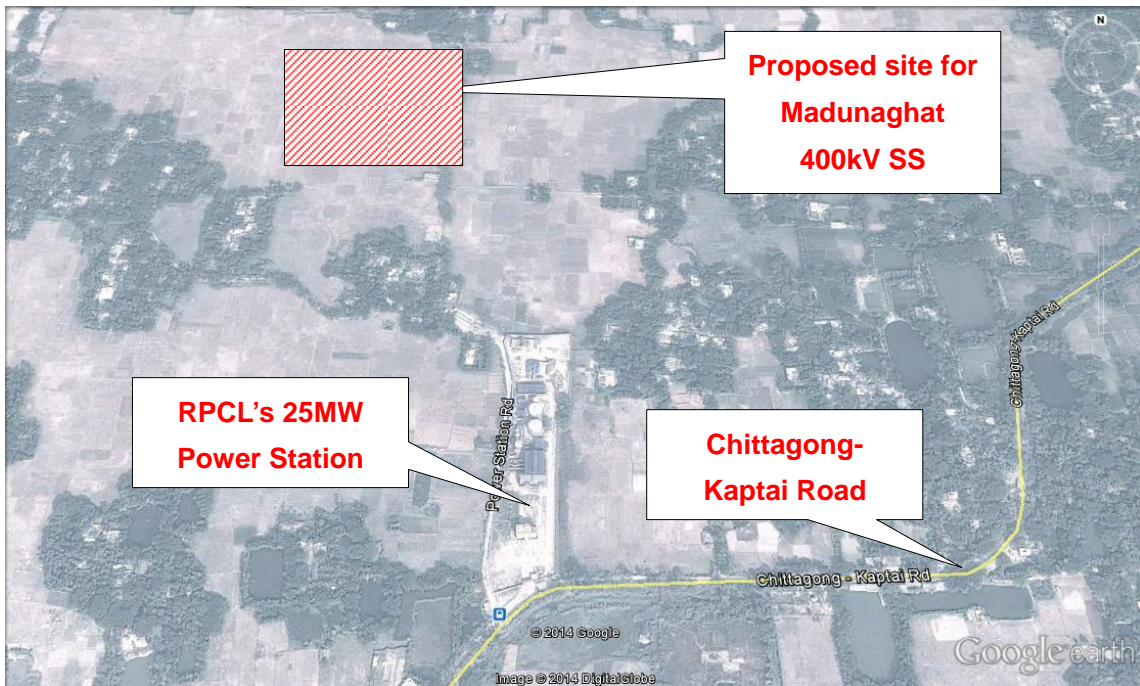 N
Proposed site for
Madunaghat
400kV SS
Chittagong-Kaptai Rd
RPCL's 25MW
Power Station
Power Station Rd
Chittagong-
Kaptai Road
Chittagong - Kaptai Rd
© 2014 Google
Google earth
Image © 2014 DigitalGlobe